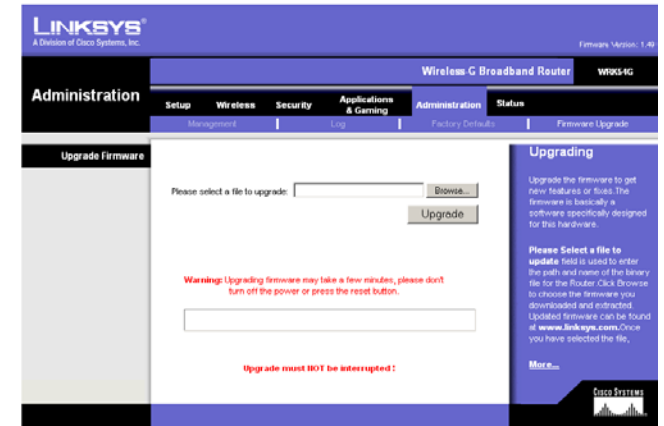 LINKSYS®
A Division of Cisco Systems, Inc.
Firmware Version: 1.49
Wireless-G Broadband Router WRK54G
Administration
Setup Wireless Security Applications & Gaming Administration Status
Management Log Factory Defaults Firmware Upgrade
Upgrade Firmware
Please select a file to upgrade: Browse...
Upgrade
Warning: Upgrading firmware may take a few minutes, please don't
turn off the power or press the reset button.
Upgrade must NOT be interrupted !
Upgrading
Upgrade the firmware to get
new features or fixes.The
firmware is basically a
software specifically designed
for this hardware.
Please Select a file to
update field is used to enter
the path and name of the binary
file for the Router.Click Browse
to choose the firmware you
downloaded and extracted.
Updated firmware can be found
at www.linksys.com.Once
you have selected the file,
More...
CISCO SYSTEMS